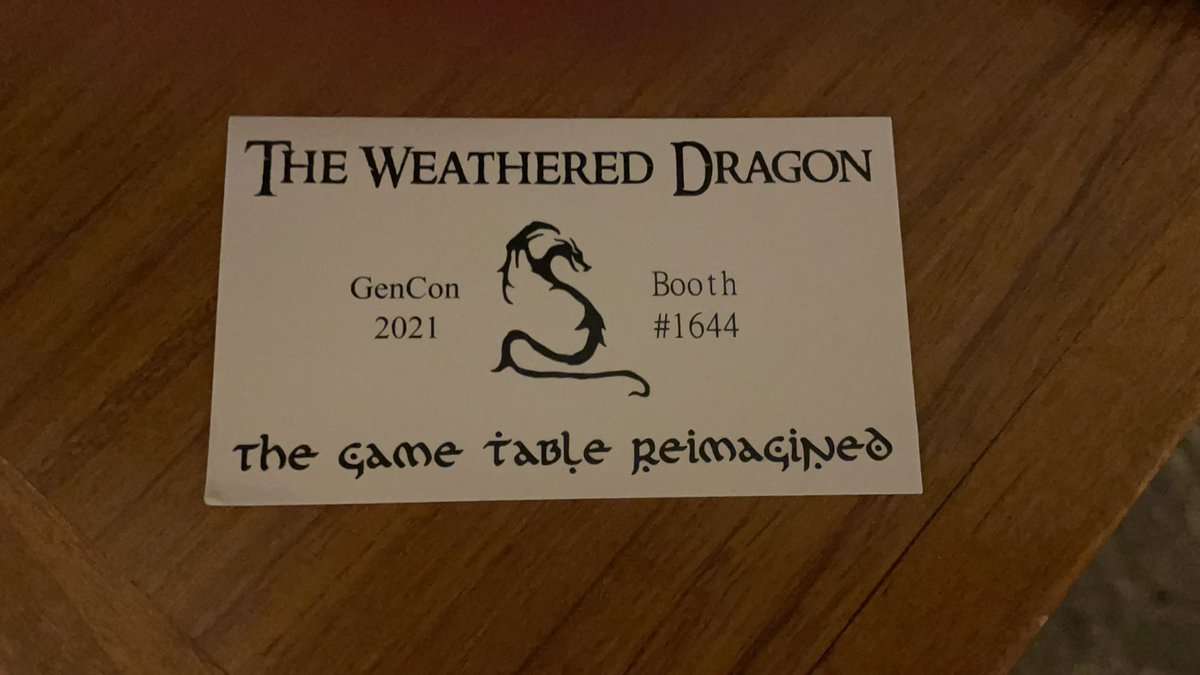 The Weathered Dragon
GenCon
2021
Booth
#1644
The Game Table Reimagined